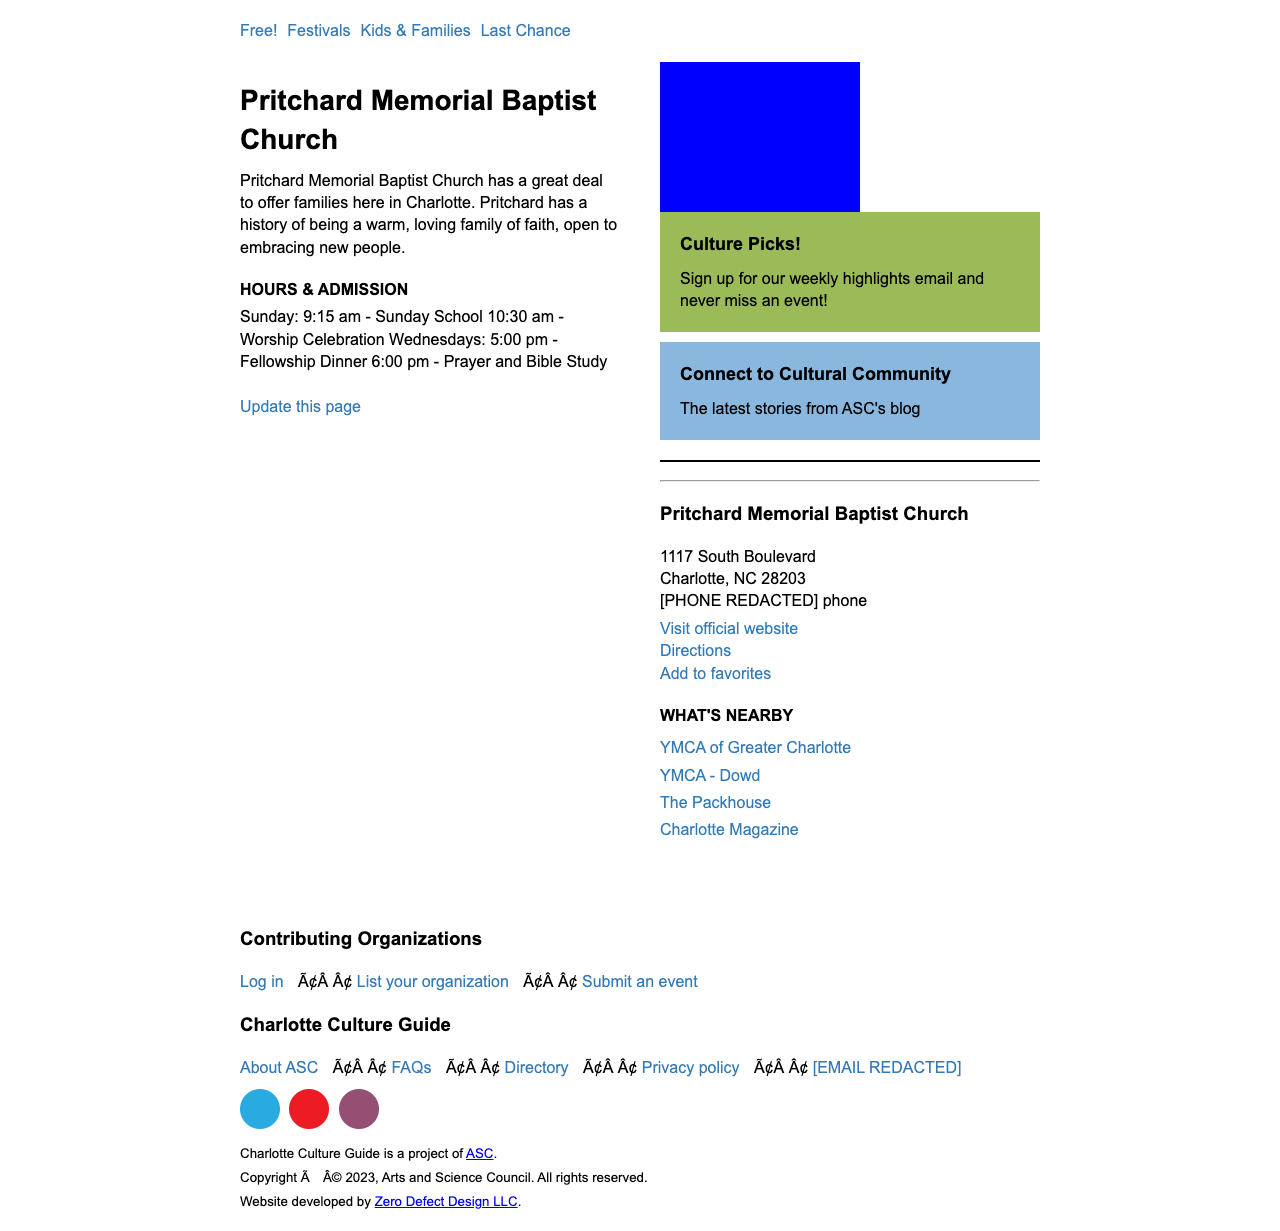 Free! Festivals Kids & Families Last Chance
Pritchard Memorial Baptist
Church
Pritchard Memorial Baptist Church has a great deal
to offer families here in Charlotte. Pritchard has a
history of being a warm, loving family of faith, open to
embracing new people.
HOURS & ADMISSION
Sunday: 9:15 am - Sunday School 10:30 am -
Worship Celebration Wednesdays: 5:00 pm -
Fellowship Dinner 6:00 pm - Prayer and Bible Study
Update this page
Culture Picks!
Sign up for our weekly highlights email and
never miss an event!
Connect to Cultural Community
The latest stories from ASC's blog
Pritchard Memorial Baptist Church
1117 South Boulevard
Charlotte, NC 28203
[PHONE REDACTED] phone
Visit official website
Directions
Add to favorites
WHAT'S NEARBY
YMCA of Greater Charlotte
YMCA - Dowd
The Packhouse
Charlotte Magazine
Contributing Organizations
Log in Ã¢Â Â¢ List your organization Ã¢Â Â¢ Submit an event
Charlotte Culture Guide
About ASC Ã¢Â Â¢ FAQs Ã¢Â Â¢ Directory Ã¢Â Â¢ Privacy policy Ã¢Â Â¢ [EMAIL REDACTED]
Charlotte Culture Guide is a project of ASC.
Copyright Ã Â© 2023, Arts and Science Council. All rights reserved.
Website developed by Zero Defect Design LLC.